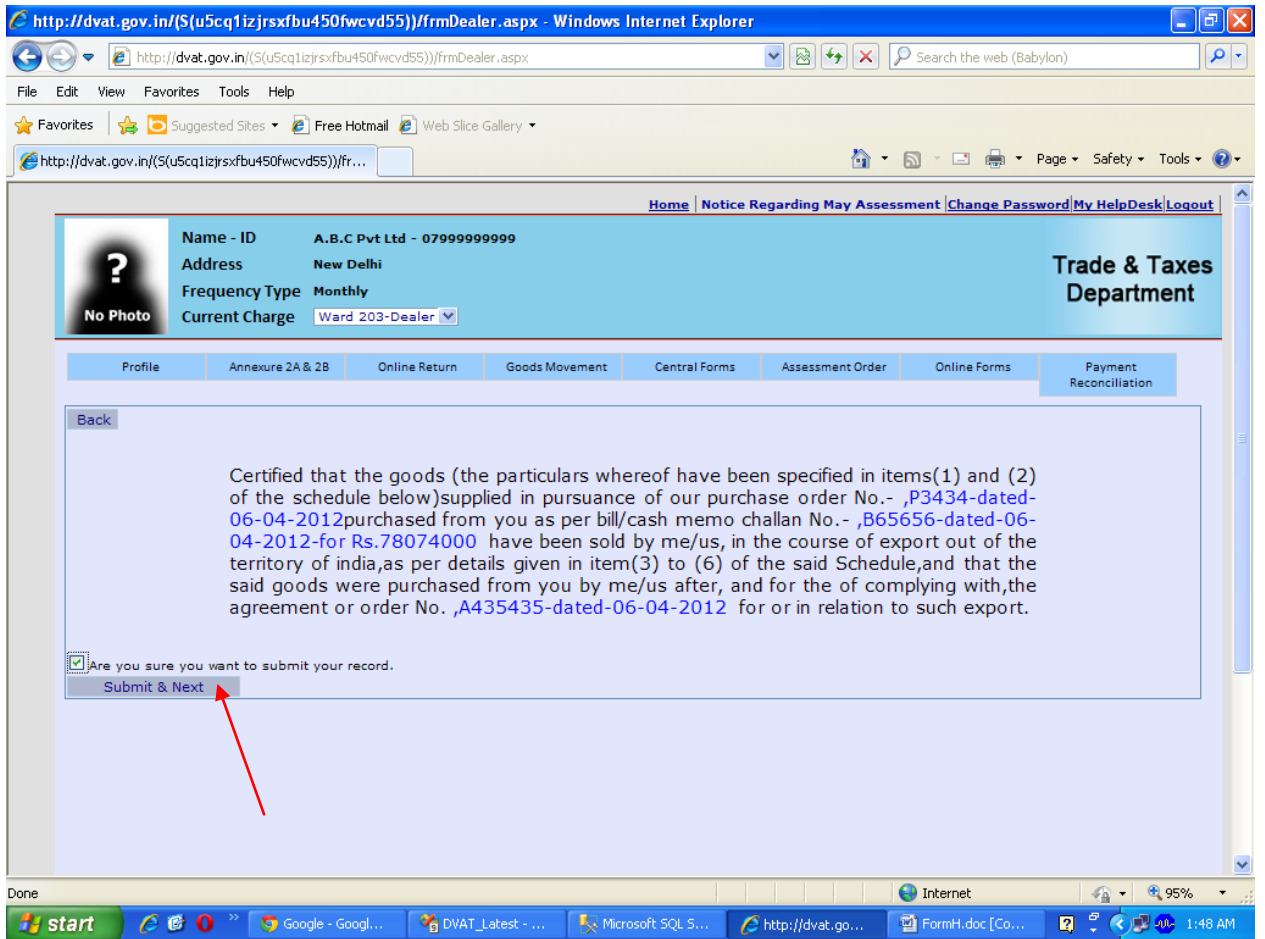 http://dvat.gov.in/(S(u5cq1izjrsxfbu450fwcvd55))/frmDealer.aspx - Windows Internet Explorer
http://dvat.gov.in/(S(u5cq1izjrsxfbu450fwcvd55))/frmDealer.aspx Search the web (Babylon)
File Edit View Favorites Tools Help
Favorites Suggested Sites Free Hotmail Web Slice Gallery
http://dvat.gov.in/(S(u5cq1izjrsxfbu450fwcvd55))/fr... Page Safety Tools
Home | Notice Regarding May Assessment |Change Password|My HelpDesk|Logout |
Name - ID A.B.C Pvt Ltd - 07999999999
Address New Delhi
Frequency Type Monthly
Current Charge Ward 203-Dealer
? No Photo
Trade & Taxes
Department
Profile Annexure 2A & 2B Online Return Goods Movement Central Forms Assessment Order Online Forms Payment
Reconciliation
Back
Certified that the goods (the particulars whereof have been specified in items(1) and (2)
of the schedule below)supplied in pursuance of our purchase order No.- ,P3434-dated-
06-04-2012purchased from you as per bill/cash memo challan No.- ,B65656-dated-06-
04-2012-for Rs.78074000 have been sold by me/us, in the course of export out of the
territory of india,as per details given in item(3) to (6) of the said Schedule,and that the
said goods were purchased from you by me/us after, and for the of complying with,the
agreement or order No. ,A435435-dated-06-04-2012 for or in relation to such export.
Are you sure you want to submit your record.
Submit & Next
Done Internet 95%
start Google - Googl... DVAT_Latest - ... Microsoft SQL S... http://dvat.go... FormH.doc [Co... 1:48 AM